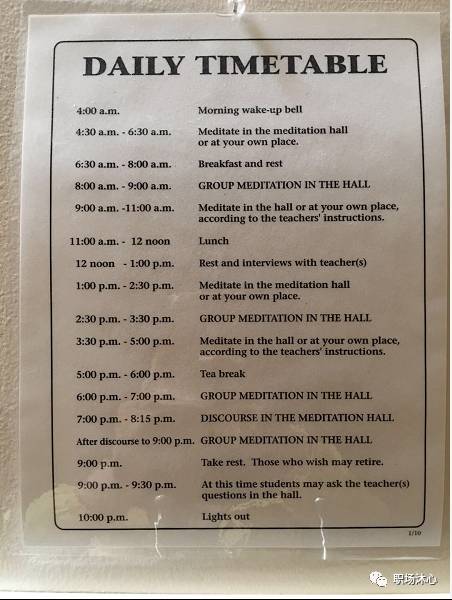 DAILY TIMETABLE
4:00 a.m. Morning wake-up bell
4:30 a.m. - 6:30 a.m. Meditate in the meditation hall
or at your own place.
6:30 a.m. - 8:00 a.m. Breakfast and rest
8:00 a.m. - 9:00 a.m. GROUP MEDITATION IN THE HALL
9:00 a.m. -11:00 a.m. Meditate in the hall or at your own place,
according to the teachers' instructions.
11:00 a.m. - 12 noon Lunch
12 noon - 1:00 p.m. Rest and interviews with teacher(s)
1:00 p.m. - 2:30 p.m. Meditate in the meditation hall
or at your own place.
2:30 p.m. - 3:30 p.m. GROUP MEDITATION IN THE HALL
3:30 p.m. - 5:00 p.m. Meditate in the hall or at your own place,
according to the teachers' instructions.
5:00 p.m. - 6:00 p.m. Tea break
6:00 p.m. - 7:00 p.m. GROUP MEDITATION IN THE HALL
7:00 p.m. - 8:15 p.m. DISCOURSE IN THE MEDITATION HALL
After discourse to 9:00 p.m. GROUP MEDITATION IN THE HALL
9:00 p.m. Take rest. Those who wish may retire.
9:00 p.m. - 9:30 p.m. At this time students may ask the teacher(s)
questions in the hall.
10:00 p.m. Lights out
1/10
职场沐心